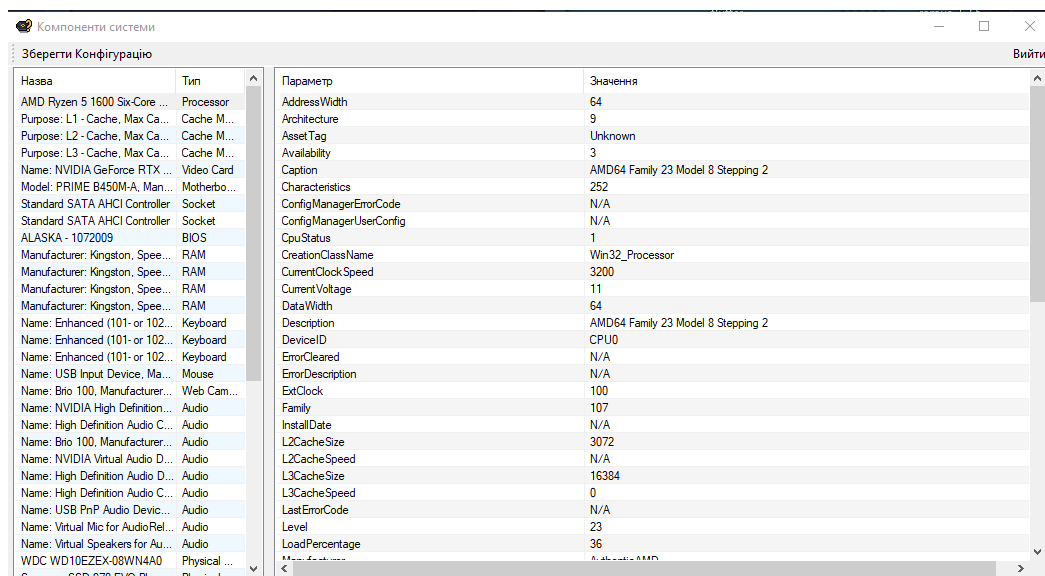 Компоненти системи
Зберегти Конфігурацію Вийти
Назва Тип
AMD Ryzen 5 1600 Six-Core ... Processor
Purpose: L1 - Cache, Max Ca... Cache M...
Purpose: L2 - Cache, Max Ca... Cache M...
Purpose: L3 - Cache, Max Ca... Cache M...
Name: NVIDIA GeForce RTX ... Video Card
Model: PRIME B450M-A, Man... Motherbo...
Standard SATA AHCI Controller Socket
Standard SATA AHCI Controller Socket
ALASKA - 1072009 BIOS
Manufacturer: Kingston, Spee... RAM
Manufacturer: Kingston, Spee... RAM
Manufacturer: Kingston, Spee... RAM
Manufacturer: Kingston, Spee... RAM
Name: Enhanced (101- or 102... Keyboard
Name: Enhanced (101- or 102... Keyboard
Name: Enhanced (101- or 102... Keyboard
Name: USB Input Device, Ma... Mouse
Name: Brio 100, Manufacturer... Web Cam...
Name: NVIDIA High Definition... Audio
Name: High Definition Audio C... Audio
Name: Brio 100, Manufacturer... Audio
Name: NVIDIA Virtual Audio D... Audio
Name: High Definition Audio D... Audio
Name: High Definition Audio C... Audio
Name: USB PnP Audio Devic... Audio
Name: Virtual Mic for AudioRel... Audio
Name: Virtual Speakers for Au... Audio
WDC WD10EZEX-08WN4A0 Physical ...
Параметр Значення
AddressWidth 64
Architecture 9
AssetTag Unknown
Availability 3
Caption AMD64 Family 23 Model 8 Stepping 2
Characteristics 252
ConfigManagerErrorCode N/A
ConfigManagerUserConfig N/A
CpuStatus 1
CreationClassName Win32_Processor
CurrentClockSpeed 3200
CurrentVoltage 11
DataWidth 64
Description AMD64 Family 23 Model 8 Stepping 2
DeviceID CPU0
ErrorCleared N/A
ErrorDescription N/A
ExtClock 100
Family 107
InstallDate N/A
L2CacheSize 3072
L2CacheSpeed N/A
L3CacheSize 16384
L3CacheSpeed 0
LastErrorCode N/A
Level 23
LoadPercentage 36
Manufacturer AuthenticAMD